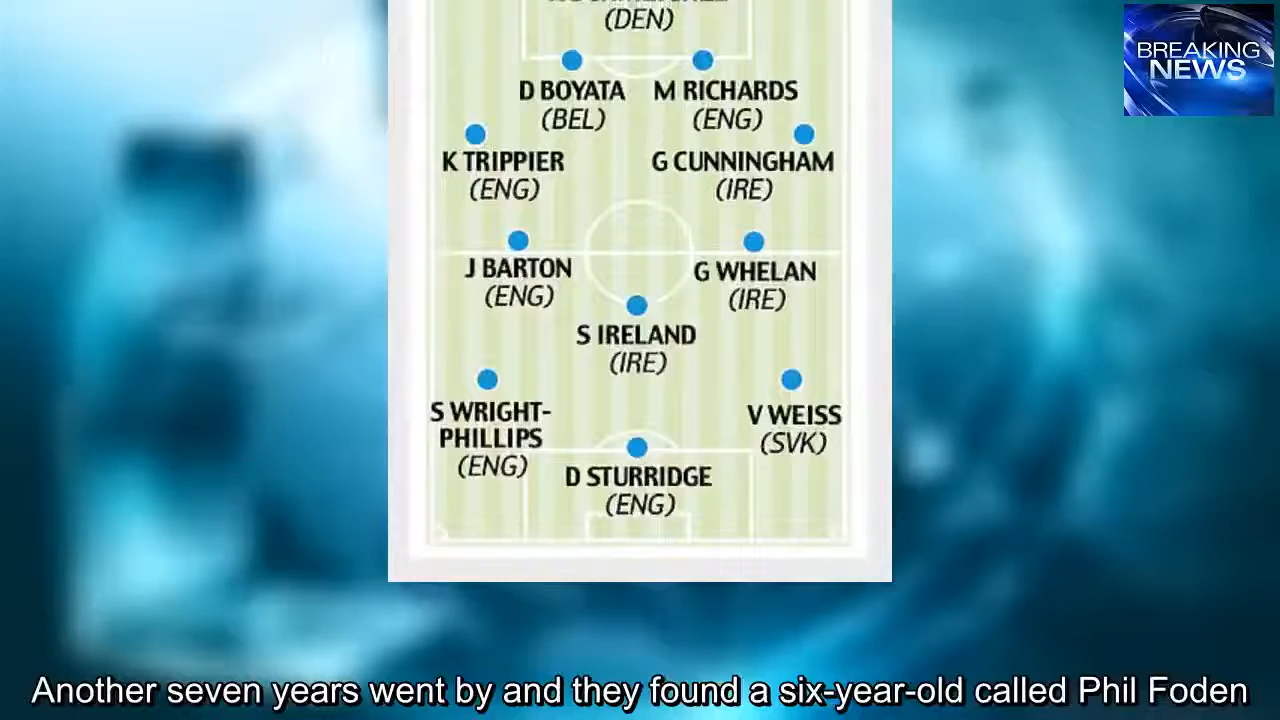 BREAKING
NEWS
(DEN)
D BOYATA
(BEL)
M RICHARDS
(ENG)
K TRIPPIER
(ENG)
G CUNNINGHAM
(IRE)
J BARTON
(ENG)
G WHELAN
(IRE)
S IRELAND
(IRE)
S WRIGHT-
PHILLIPS
(ENG)
V WEISS
(SVK)
D STURRIDGE
(ENG)
Another seven years went by and they found a six-year-old called Phil Foden